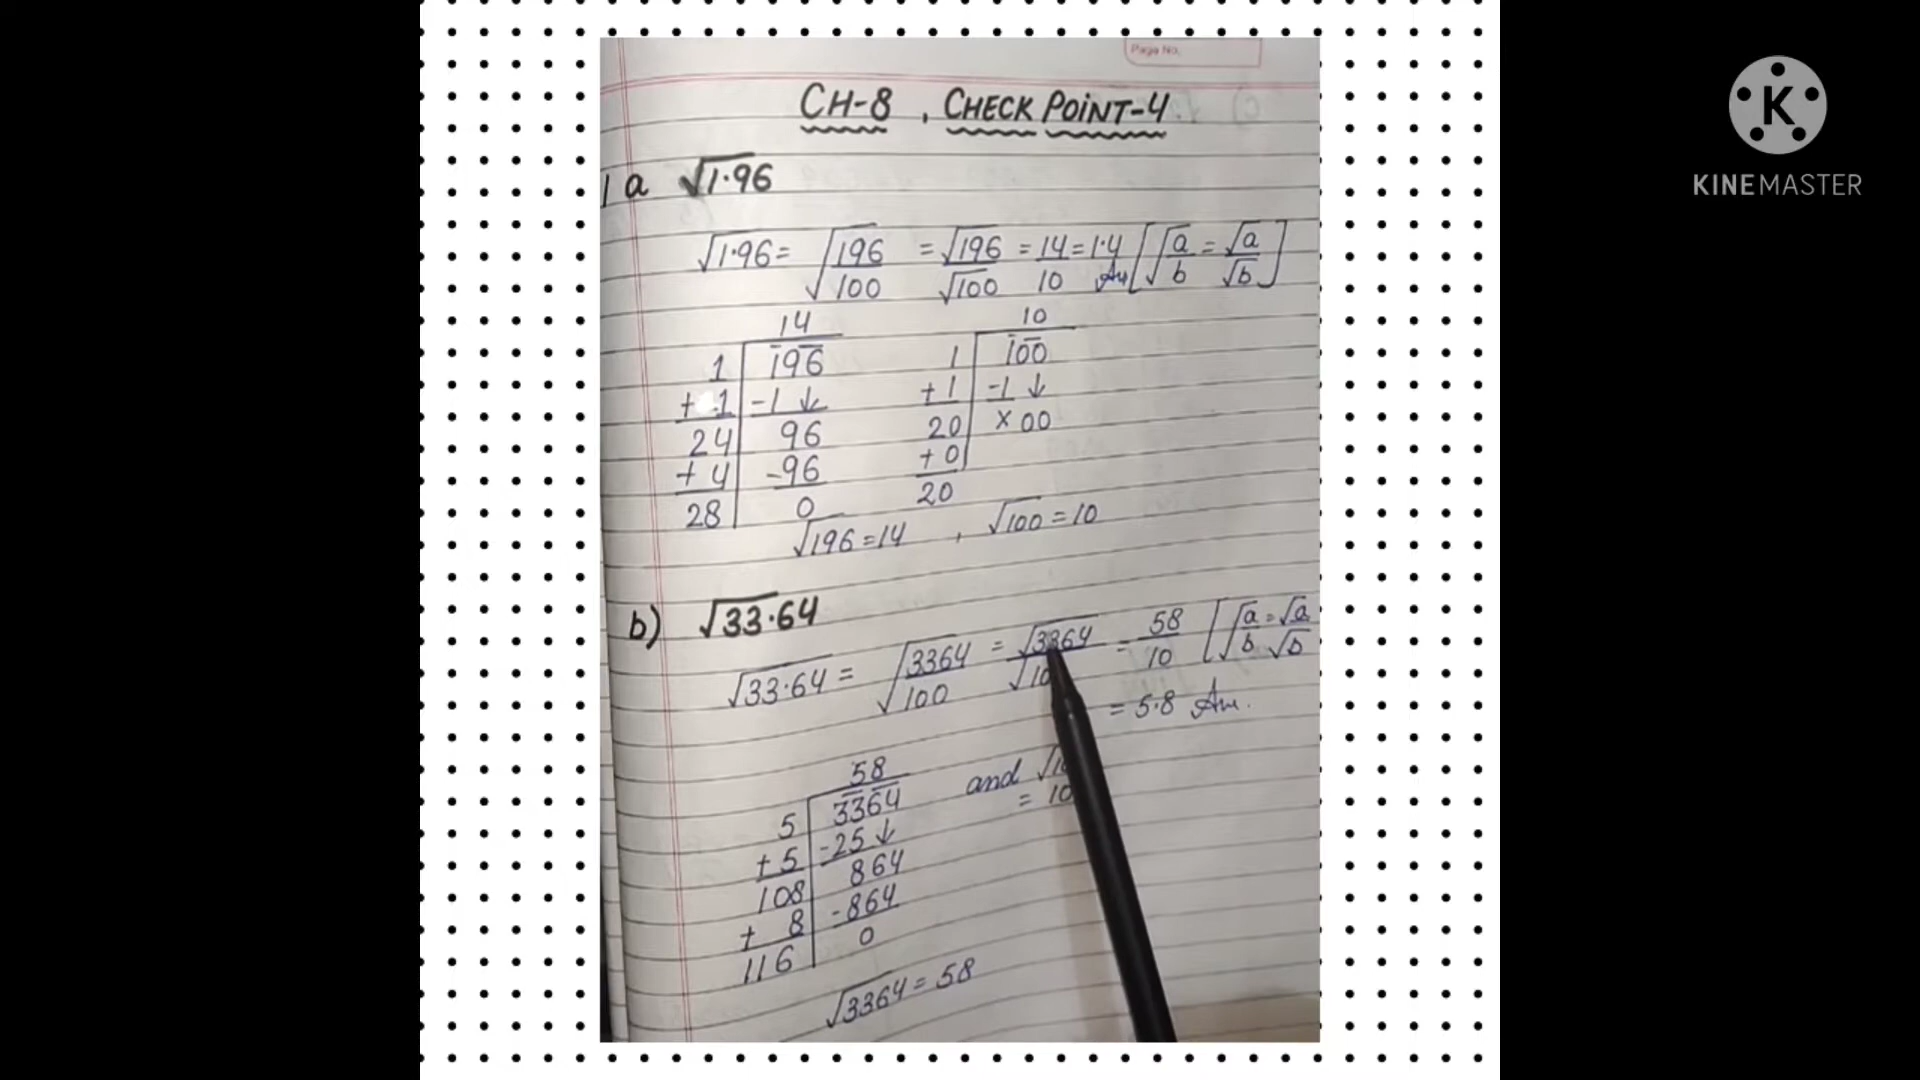 Page No.
CH-8 , CHECK POINT-4
1 a √1.96
√1.96 = √196/100 = √196/√100 = 14/10 = 1.4 Ans [√a/b = √a/√b]
14
1 | 196
+ 1 | -1 ↓
24 | 96
+ 4 | -96
28 | 0
10
1 | 100
+ 1 | -1 ↓
20 | × 00
+ 0
20
√196 = 14 , √100 = 10
b) √33.64
√33.64 = √3364/100 = √3364/√10 = 58/10 [√a/b = √a/√b
= 5.8 Ans.
58
5 | 3364
+ 5 | -25 ↓
108 | 864
+ 8 | -864
116 | 0
and √10
= 10
√3364 = 58
K
KINEMASTER